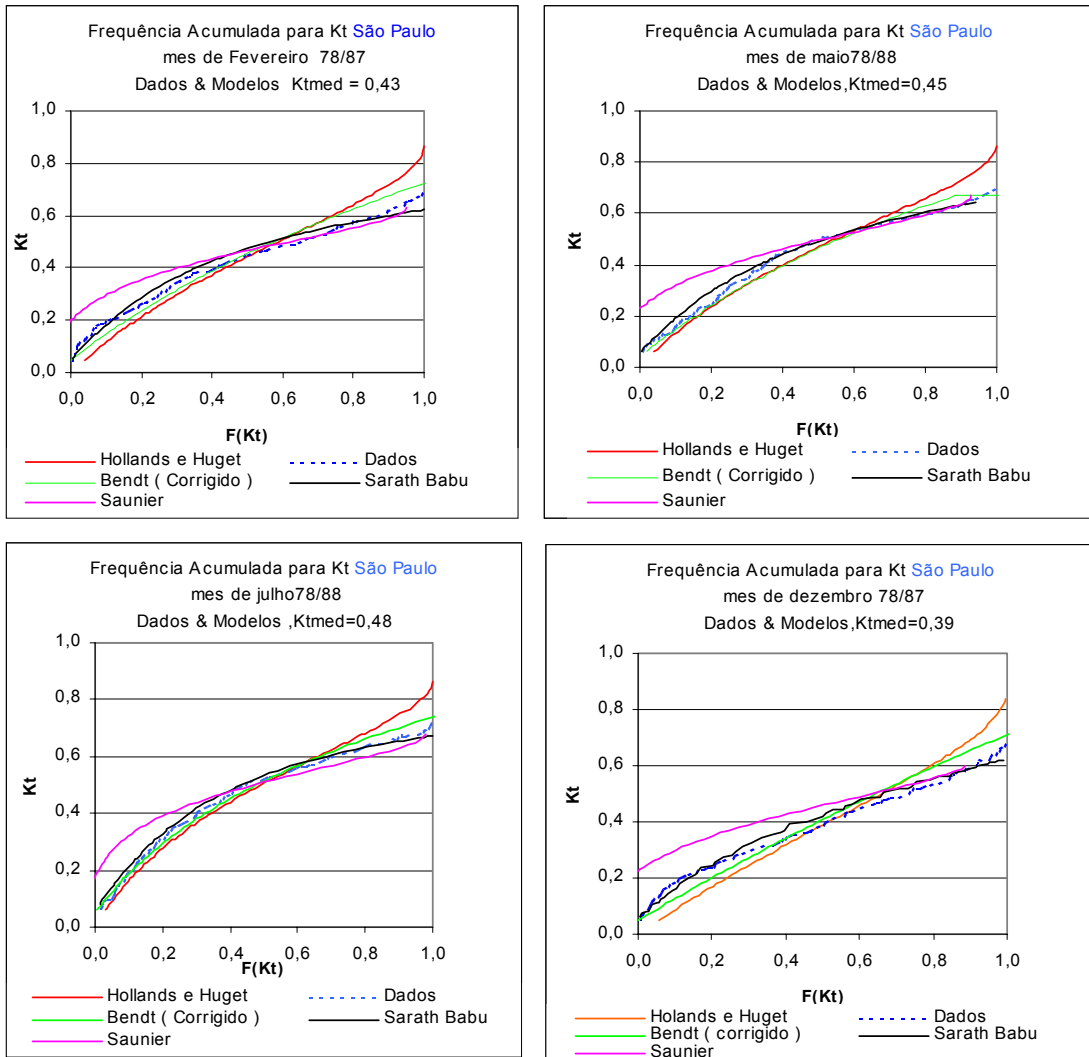 Frequência Acumulada para Kt São Paulo
mes de Fevereiro 78/87
Dados & Modelos Ktmed = 0,43
1,0
0,8
0,6
0,4
0,2
0,0
Kt
0,0 0,2 0,4 0,6 0,8 1,0
F(Kt)
Hollands e Huget
Dados
Bendt ( Corrigido )
Sarath Babu
Saunier
Frequência Acumulada para Kt São Paulo
mes de maio78/88
Dados & Modelos,Ktmed=0,45
1,0
0,8
0,6
0,4
0,2
0,0
Kt
0,0 0,2 0,4 0,6 0,8 1,0
F(Kt)
Hollands e Huget
Dados
Bendt ( Corrigido )
Sarath Babu
Saunier
Frequência Acumulada para Kt São Paulo
mes de julho78/88
Dados & Modelos ,Ktmed=0,48
1,0
0,8
0,6
0,4
0,2
0,0
Kt
0,0 0,2 0,4 0,6 0,8 1,0
F(Kt)
Hollands e Huget
Dados
Bendt ( Corrigido )
Sarath Babu
Saunier
Frequência Acumulada para Kt São Paulo
mes de dezembro 78/87
Dados & Modelos,Ktmed=0,39
1,0
0,8
0,6
0,4
0,2
0,0
Kt
0,0 0,2 0,4 0,6 0,8 1,0
F(Kt)
Holands e Huget
Dados
Bendt ( corrigido )
Sarath Babu
Saunier